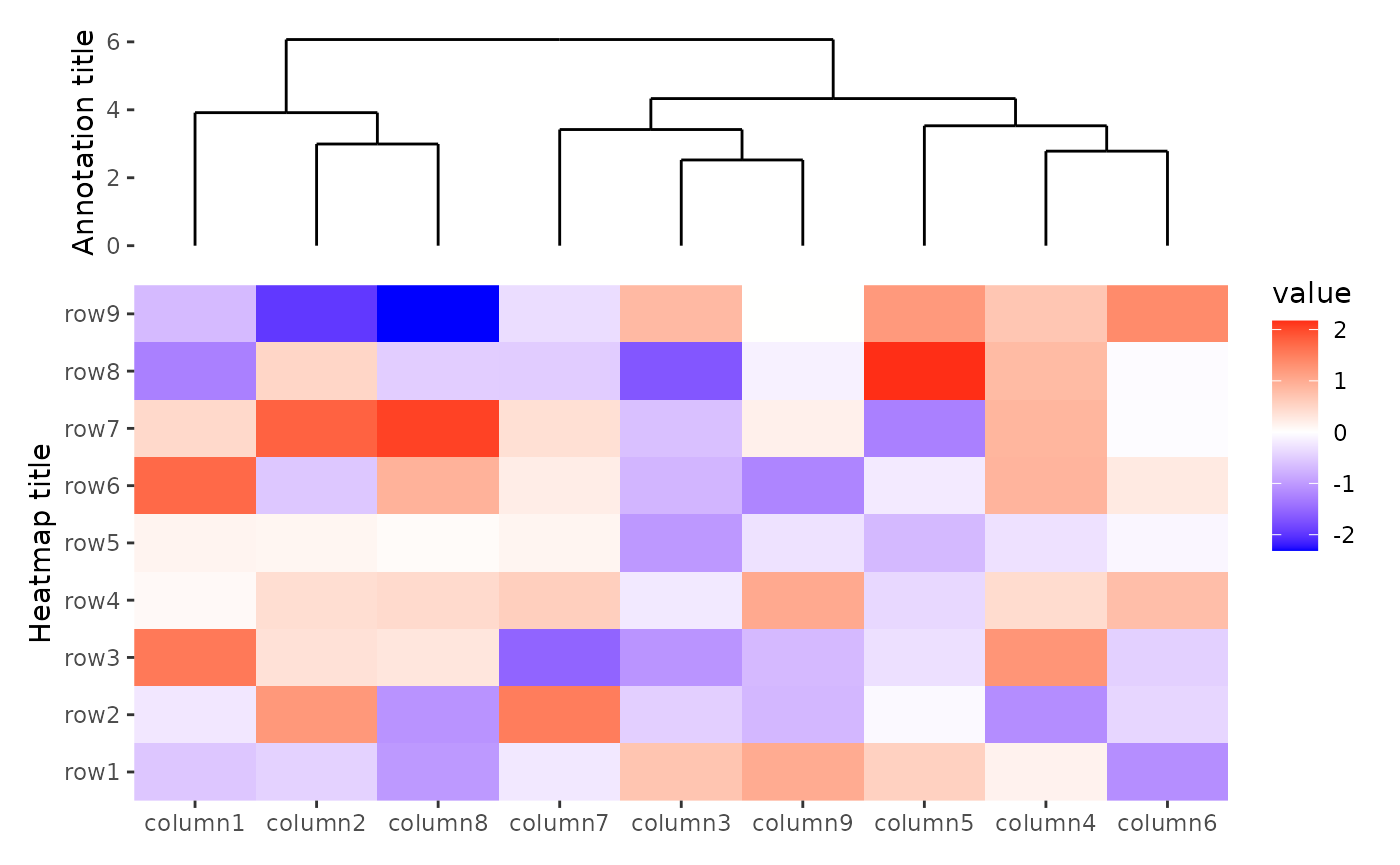 Annotation title
6
4
2
0
Heatmap title
row9
row8
row7
row6
row5
row4
row3
row2
row1
column1 column2 column8 column7 column3 column9 column5 column4 column6
value
2
1
0
-1
-2